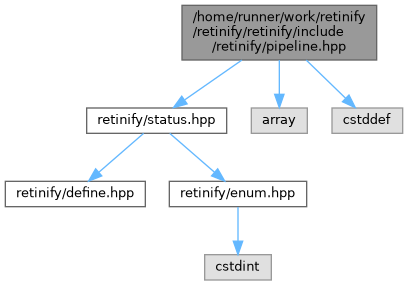 /home/runner/work/retinify
/retinify/retinify/include
/retinify/pipeline.hpp
retinify/status.hpp
array
cstddef
retinify/define.hpp
retinify/enum.hpp
cstdint